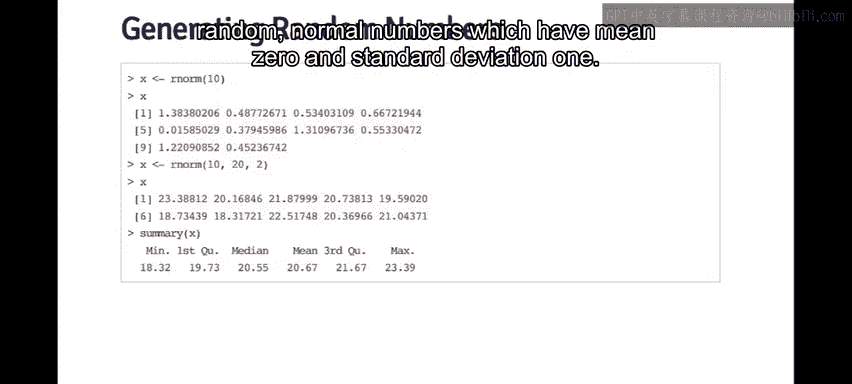 Generating Random Numbers
random, normal numbers which have mean
zero and standard deviation one.
> x <- rnorm(10)
> x
[1] 1.38380206 0.48772671 0.53403109 0.66721944
[5] 0.01585029 0.37945986 1.31096736 0.55330472
[9] 1.22090852 0.45236742
> x <- rnorm(10, 20, 2)
> x
[1] 23.38812 20.16846 21.87999 20.73813 19.59020
[6] 18.73439 18.31721 22.51748 20.36966 21.04371
> summary(x)
Min. 1st Qu. Median Mean 3rd Qu. Max.
18.32 19.73 20.55 20.67 21.67 23.39